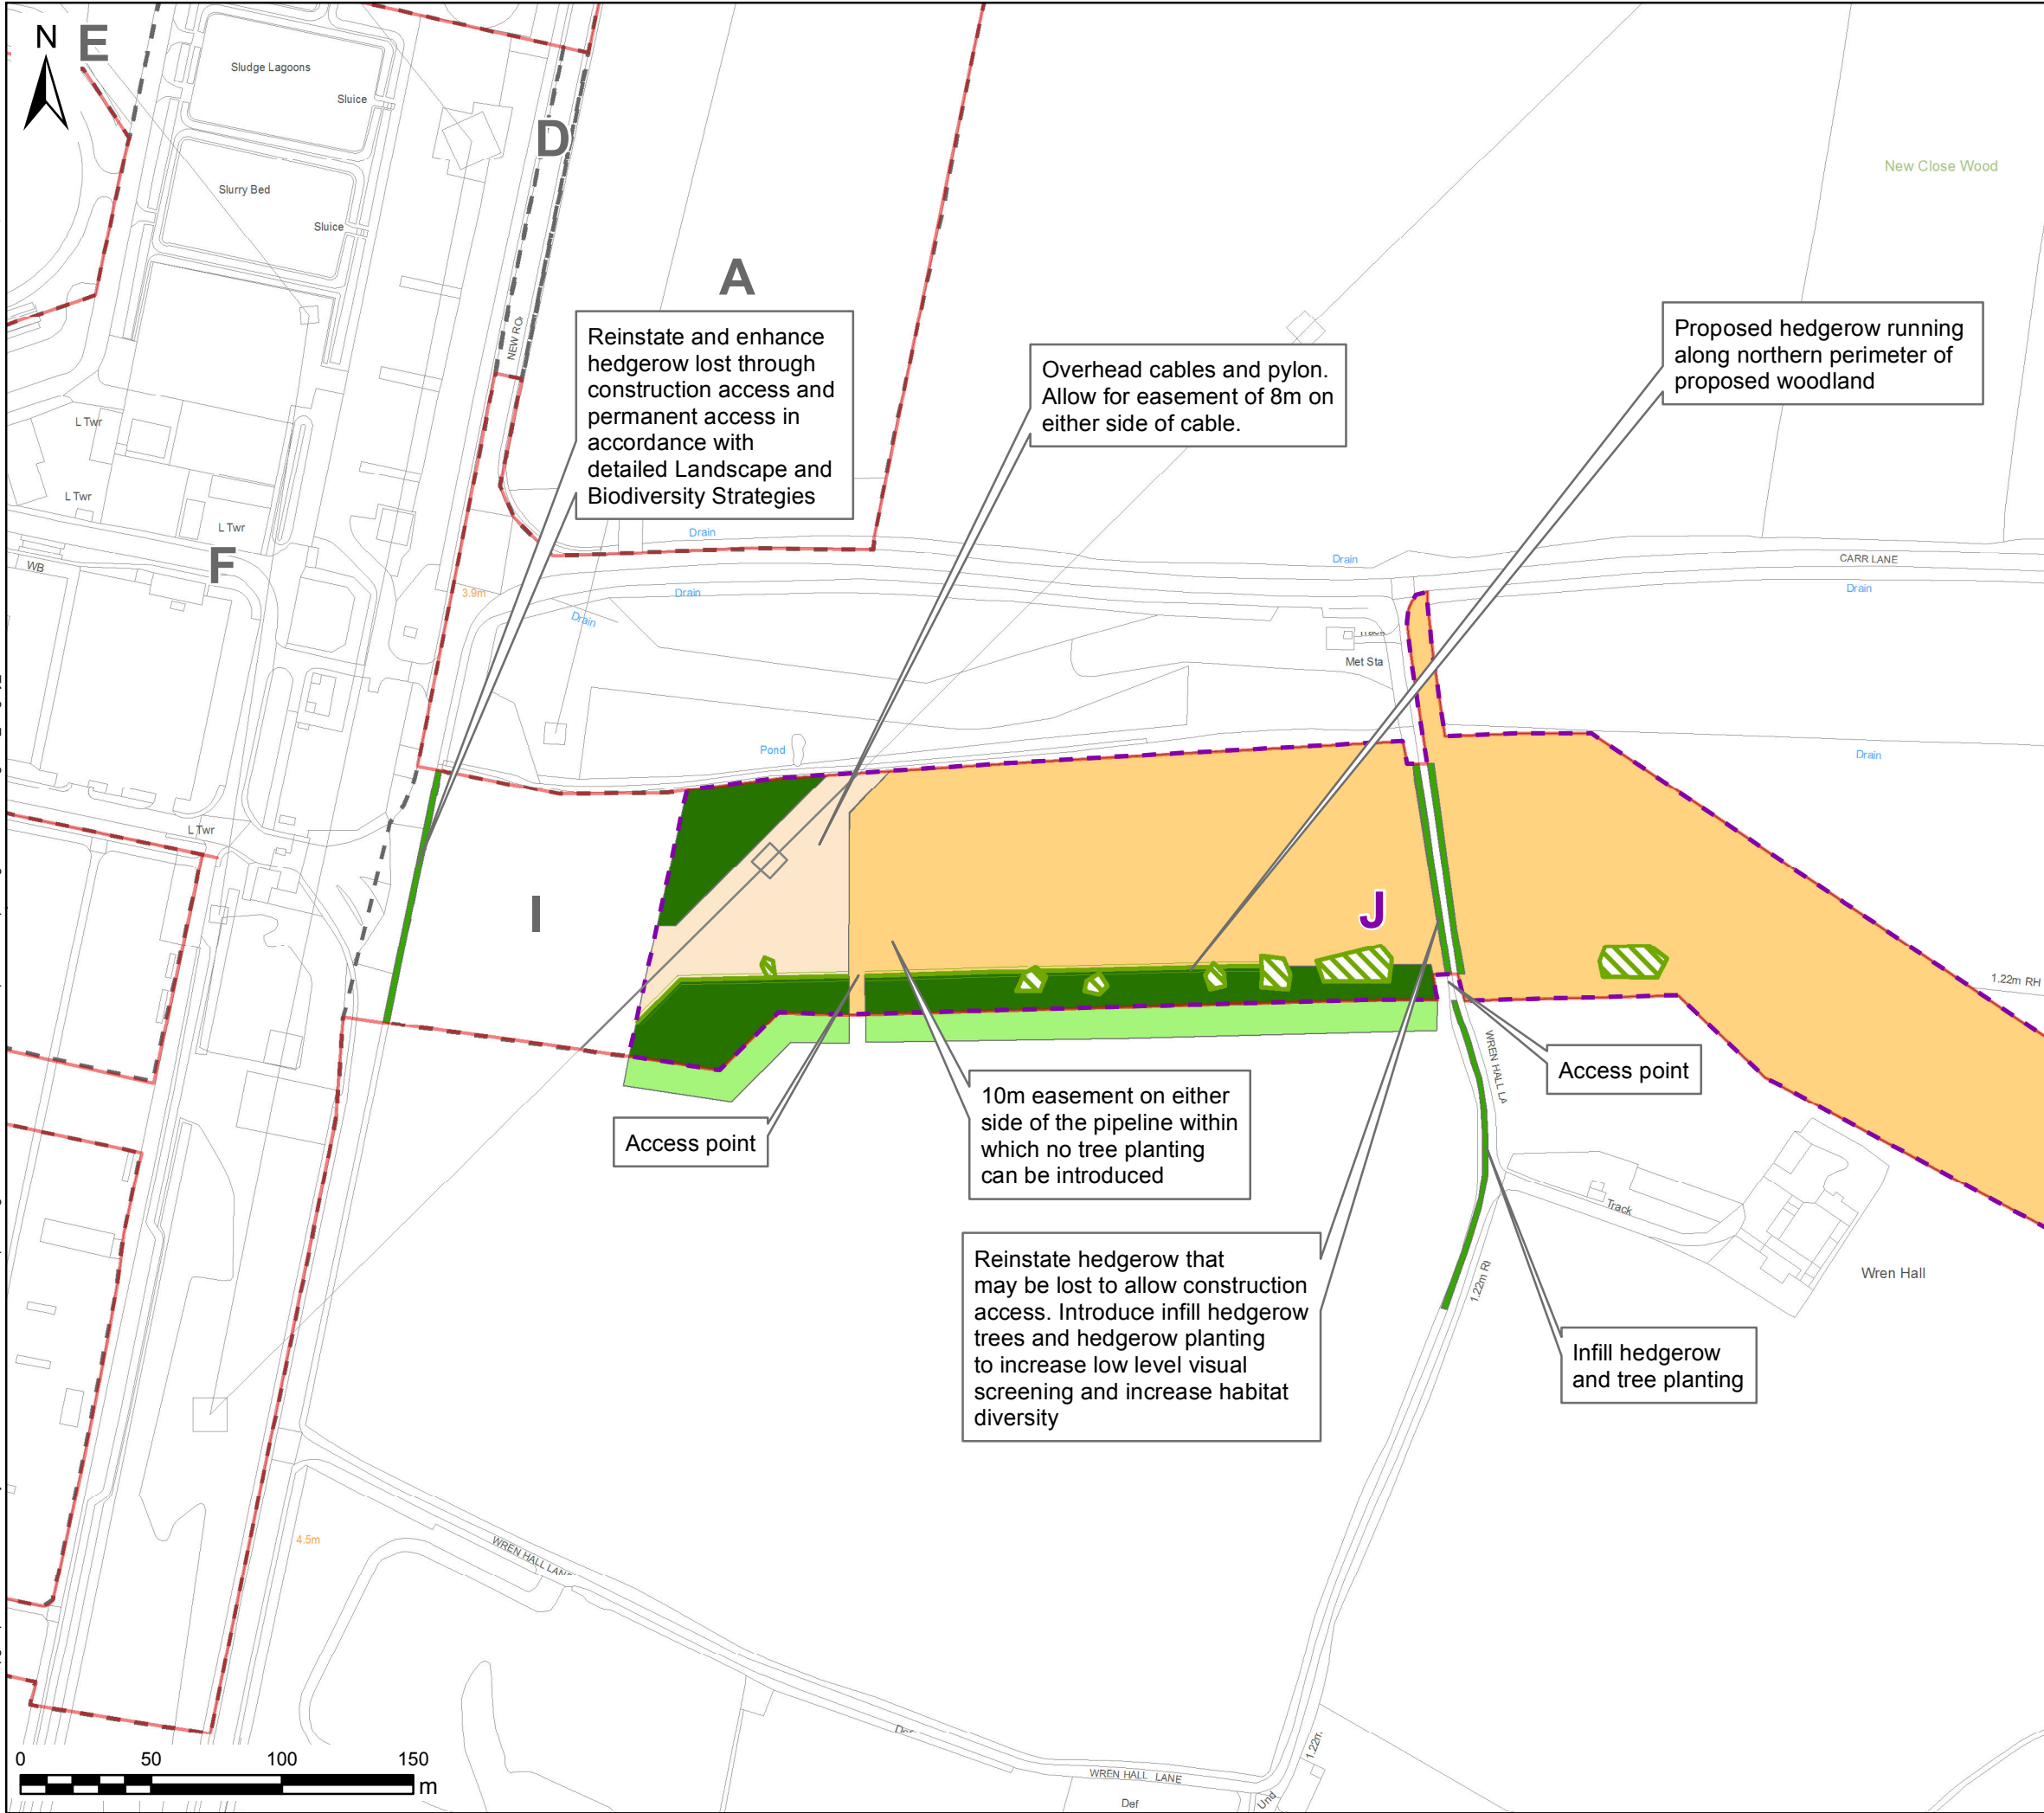 N
E
Sludge Lagoons
Sluice
D
Slurry Bed
Sluice
New Close Wood
A
NEW RO
Reinstate and enhance
hedgerow lost through
construction access and
permanent access in
accordance with
detailed Landscape and
Biodiversity Strategies
Overhead cables and pylon.
Allow for easement of 8m on
either side of cable.
Proposed hedgerow running
along northern perimeter of
proposed woodland
L Twr
L Twr
L Twr
F
WB
3.9m
Drain
Drain
Drain
Drain
CARR LANE
Drain
Met Sta
Pond
Drain
L Twr
I
J
1.22m RH
Access point
10m easement on either
side of the pipeline within
which no tree planting
can be introduced
WREN HALL LA
Access point
Track
Wren Hall
Reinstate hedgerow that
may be lost to allow construction
access. Introduce infill hedgerow
trees and hedgerow planting
to increase low level visual
screening and increase habitat
diversity
1.22m RI
Infill hedgerow
and tree planting
4.5m
WREN HALL LANE
Def
1.22m
WREN HALL LANE
Def
Und
0 50 100 150
m